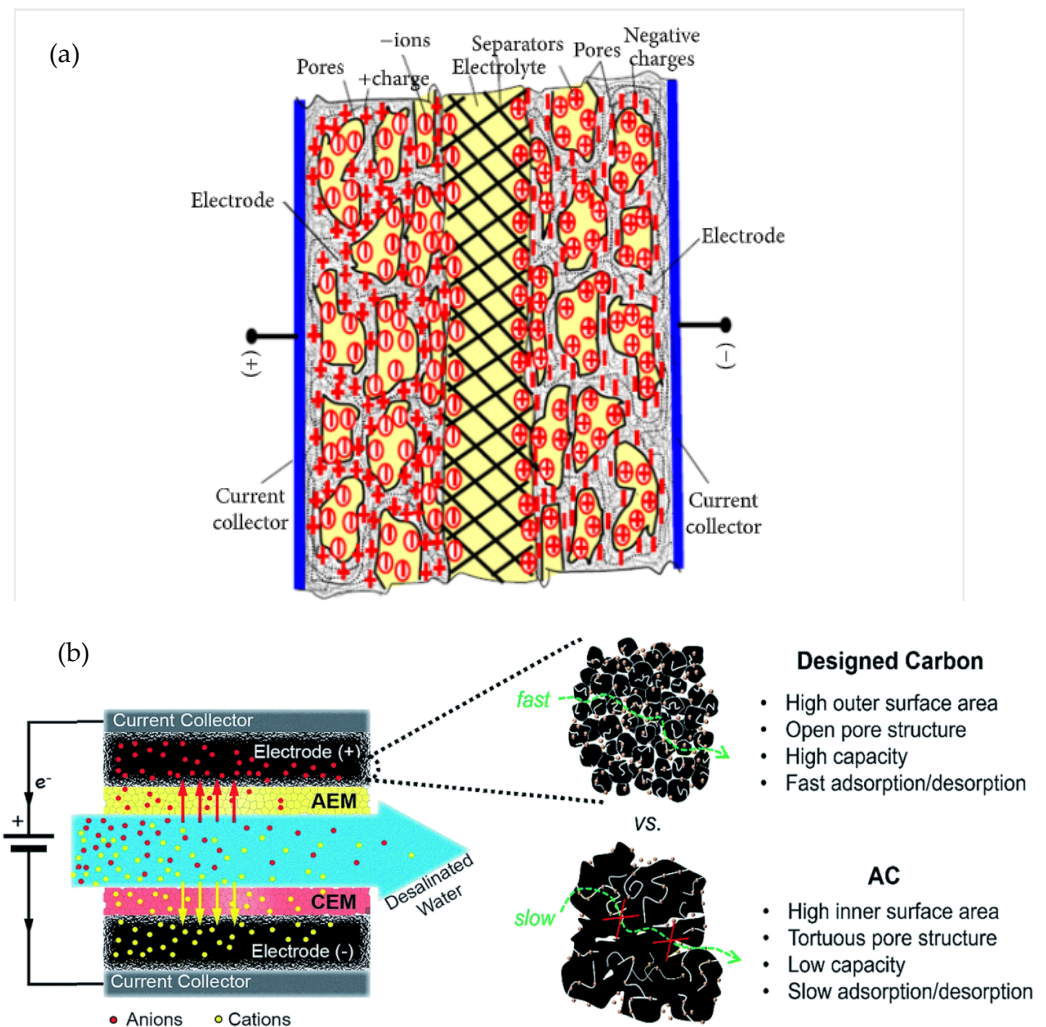 (a)
−ions
Separators
Negative
charges
Pores
+charge
Electrolyte
Pores
Electrode
Electrode
(+)
(−)
Current
collector
Current
collector
(b)
Current Collector
Electrode (+)
e-
AEM
+
Desalinated
Water
CEM
Electrode (-)
Current Collector
• Anions • Cations
fast
vs.
slow
Designed Carbon
• High outer surface area
• Open pore structure
• High capacity
• Fast adsorption/desorption
AC
• High inner surface area
• Tortuous pore structure
• Low capacity
• Slow adsorption/desorption